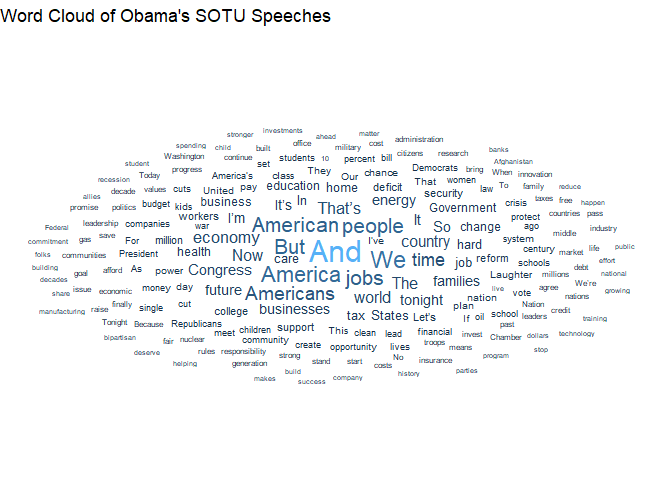 Word Cloud of Obama's SOTU Speeches
stronger investments ahead matter
spending child built office military cost administration
Washington continue set students 10 percent bill citizens research banks
student progress class They Our chance Democrats bring When Afghanistan
recession Today America's education home deficit That women law To innovation
allies decade values cuts United pay It's In That's energy security family reduce
promise politics budget kids business Government crisis taxes free happen
Federal leadership companies workers I'm American people It So change protect countries pass
commitment gas save For million war economy But And I've country hard ago system middle industry
folks communities President health Now care We time job reform century market life public
building goal afford As power Congress America jobs The families Laughter schools millions debt effort
decades issue economic money day future Americans world tonight nation live vote agree We're national
share raise finally single cut college businesses tax States Let's plan If oil school Nation nations growing
manufacturing Tonight Because Republicans meet children support This clean lead financial invest past leaders credit training
bipartisan fair nuclear community create opportunity lives troops means Chamber dollars technology
deserve rules responsibility strong stand start No insurance program stop
helping generation build costs history parties
makes success company